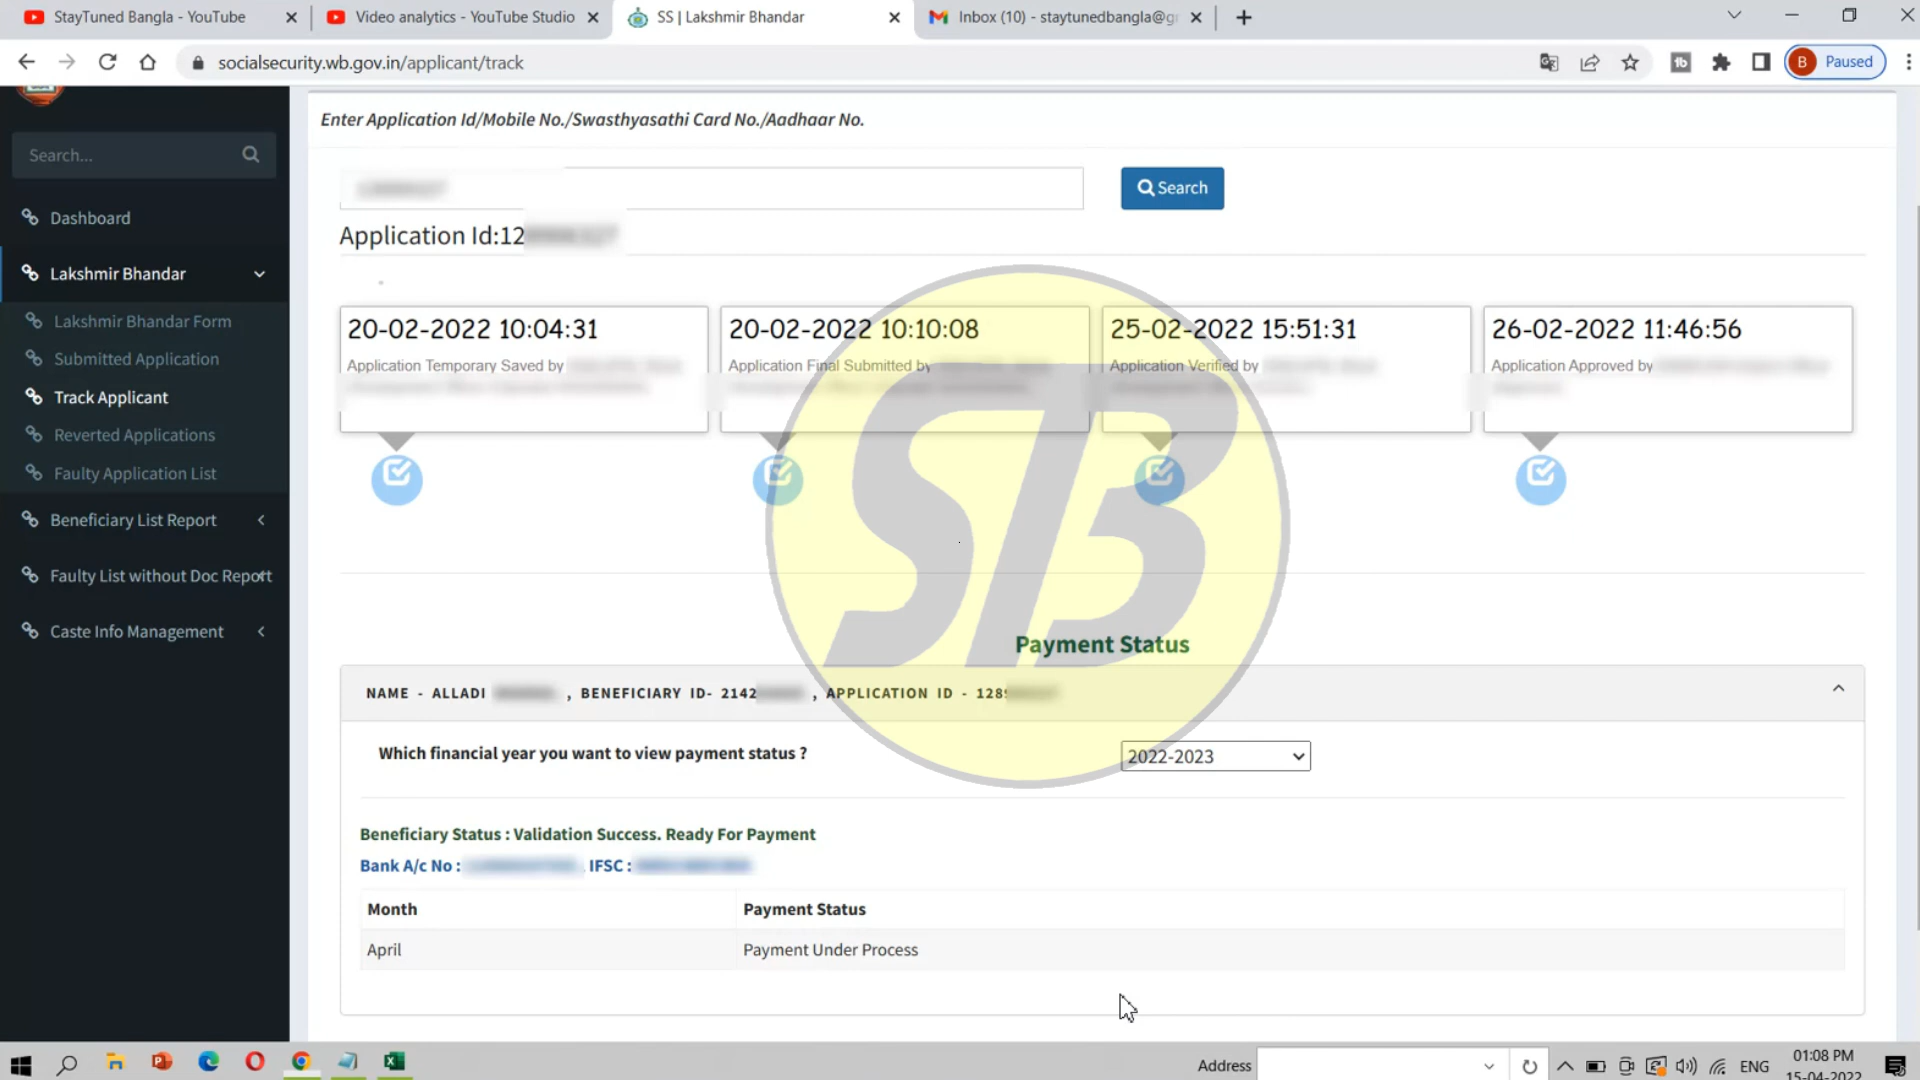 StayTuned Bangla - YouTube
Video analytics - YouTube Studio
SS | Lakshmir Bhandar
Inbox (10) - staytunedbangla@gr
socialsecurity.wb.gov.in/applicant/track
B Paused
Enter Application Id/Mobile No./Swasthyasathi Card No./Aadhaar No.
Search...
Search
Application Id:12
Dashboard
Lakshmir Bhandar
Lakshmir Bhandar Form
Submitted Application
Track Applicant
Reverted Applications
Faulty Application List
Beneficiary List Report
Faulty List without Doc Report
Caste Info Management
20-02-2022 10:04:31
Application Temporary Saved by
20-02-2022 10:10:08
Application Final Submitted by
25-02-2022 15:51:31
Application Verified by
26-02-2022 11:46:56
Application Approved by
STB
Payment Status
NAME - ALLADI , BENEFICIARY ID- 2142 , APPLICATION ID - 128
Which financial year you want to view payment status ?
2022-2023
Beneficiary Status : Validation Success. Ready For Payment
Bank A/c No : , IFSC :
Month Payment Status
April Payment Under Process
Address
ENG
01:08 PM
15-04-2022